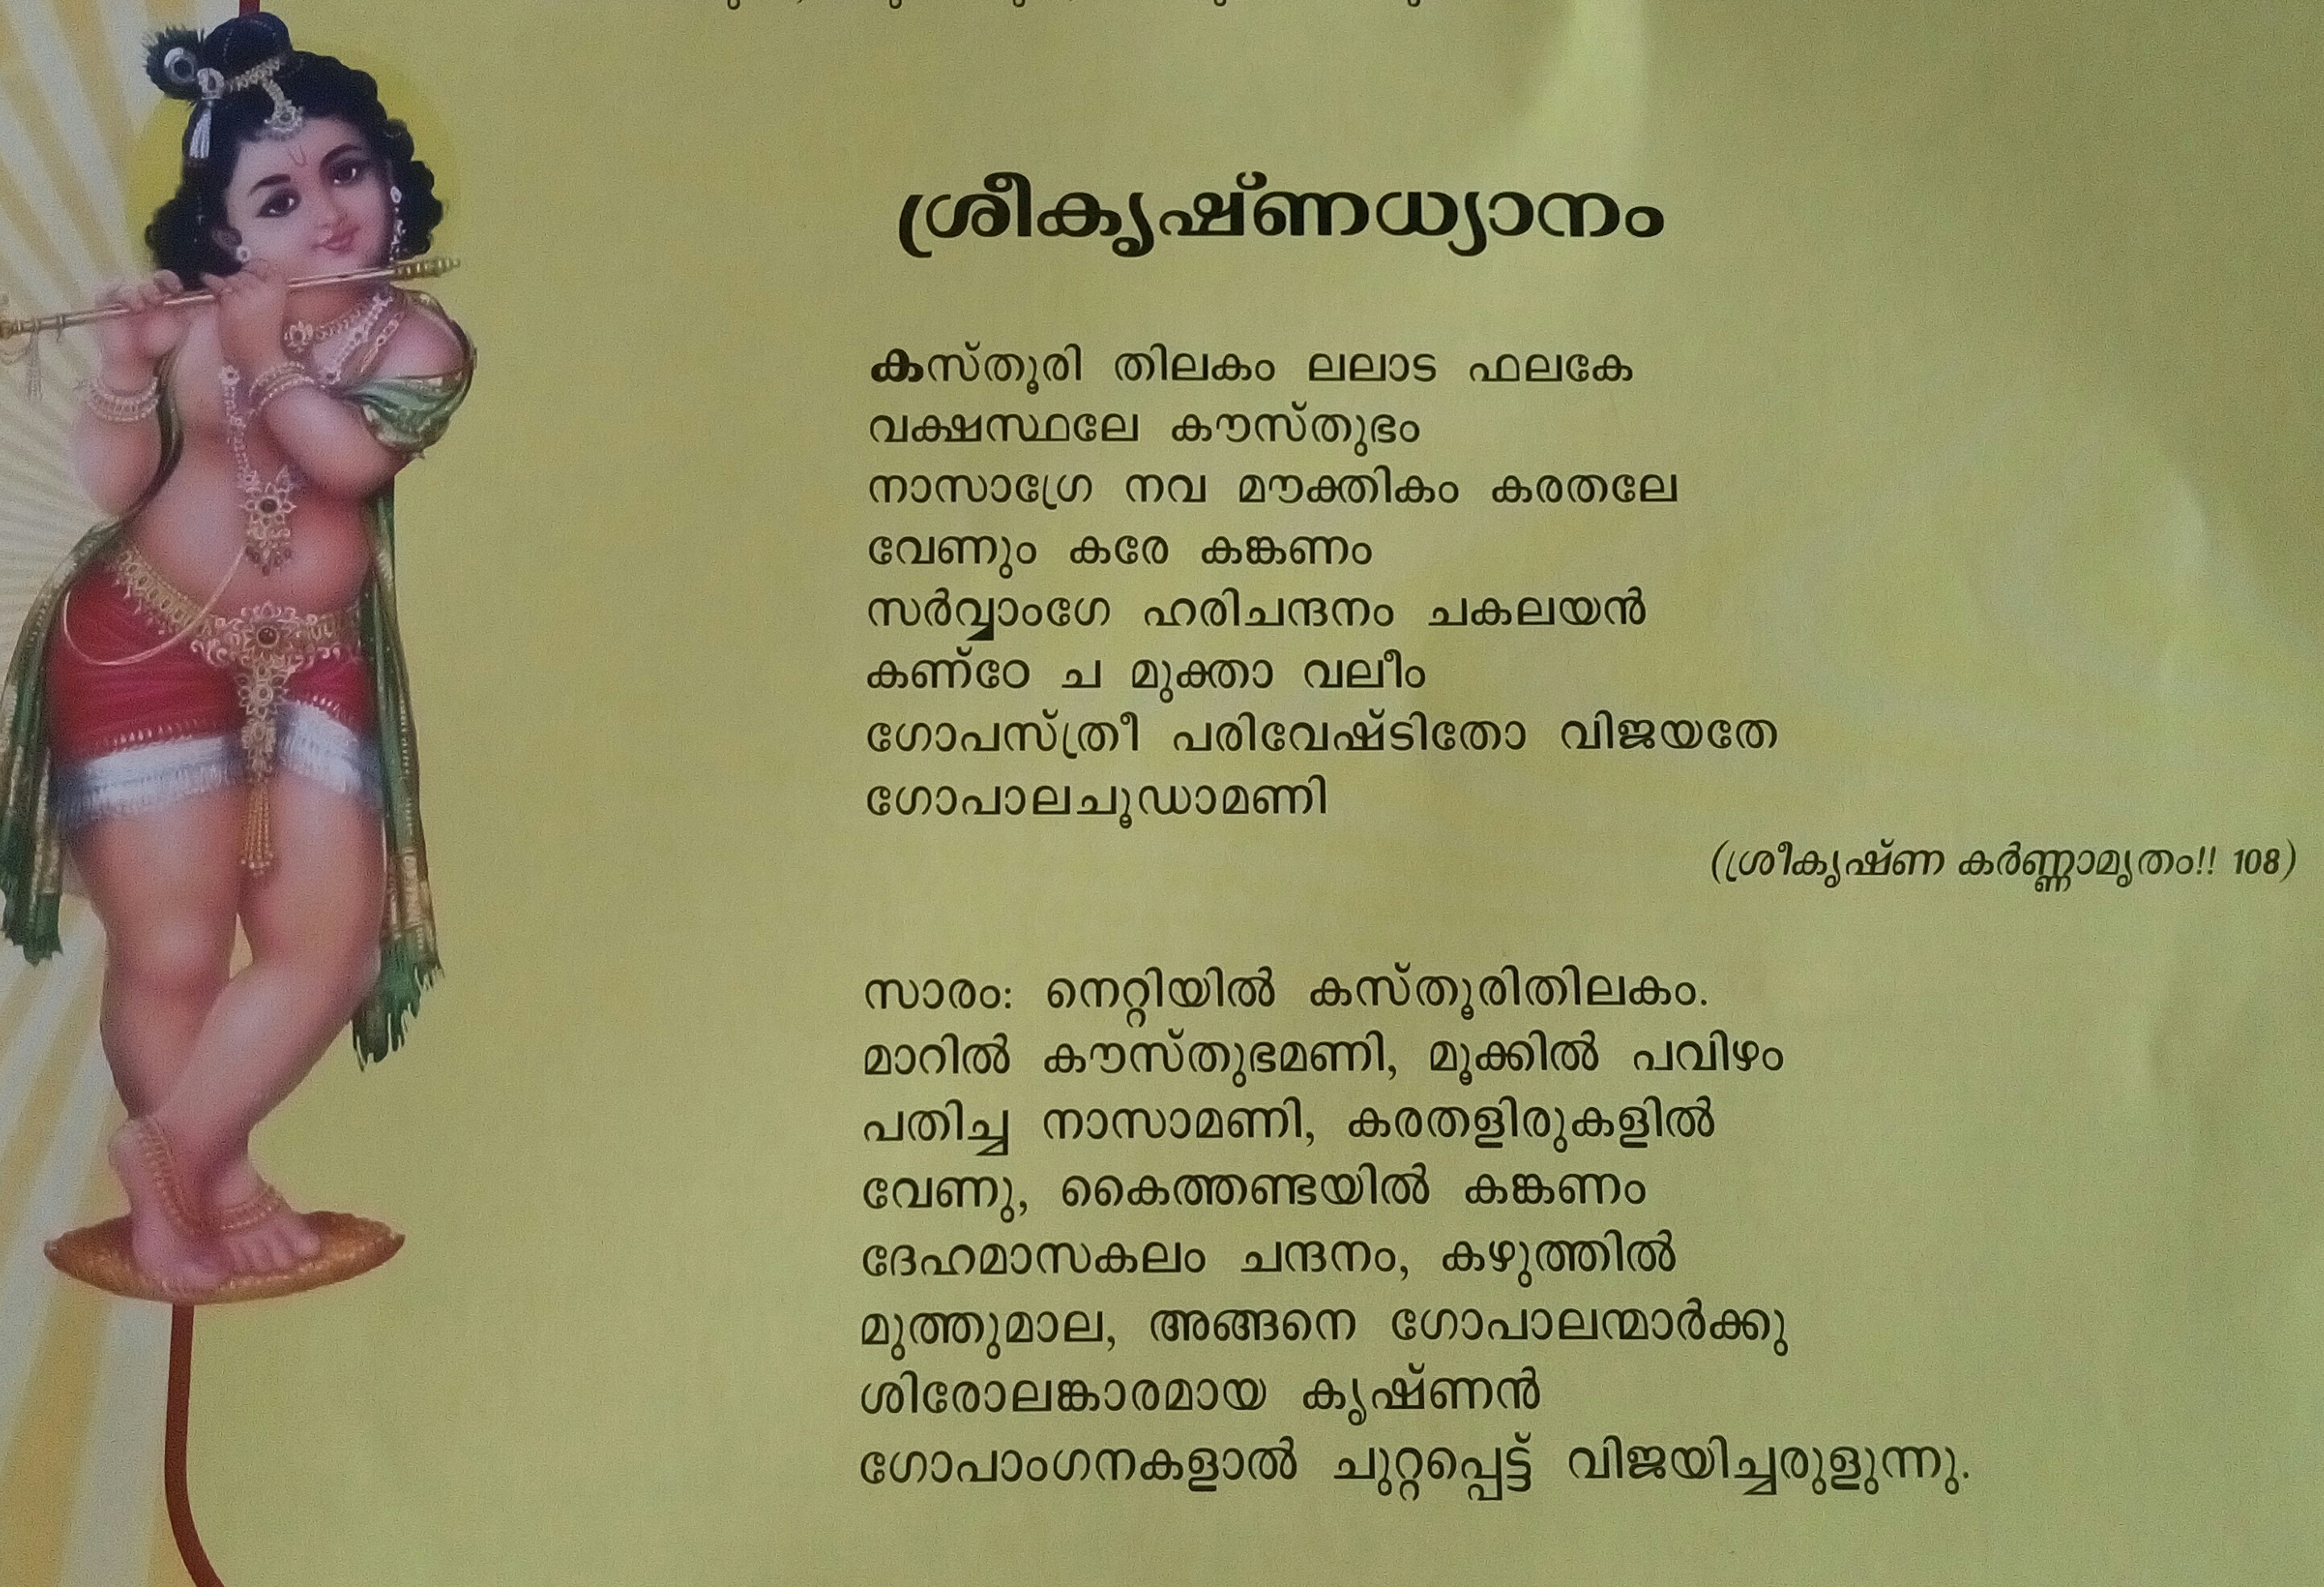 ശ്രീകൃഷ്ണധ്യാനം
കസ്തൂരി തിലകം ലലാട ഫലകേ
വക്ഷസ്ഥലേ കൗസ്തുഭം
നാസാഗ്രേ നവ മൗക്തികം കരതലേ
വേണും കരേ കങ്കണം
സർവ്വാംഗേ ഹരിചന്ദനം ചകലയൻ
കണ്ഠേ ച മുക്താ വലീം
ഗോപസ്ത്രീ പരിവേഷ്ടിതോ വിജയതേ
ഗോപാലചൂഡാമണി
(ശ്രീകൃഷ്ണ കർണ്ണാമൃതം!! 108)
സാരം: നെറ്റിയിൽ കസ്തൂരിതിലകം.
മാറിൽ കൗസ്തുഭമണി, മൂക്കിൽ പവിഴം
പതിച്ച നാസാമണി, കരതളിരുകളിൽ
വേണു, കൈത്തണ്ടയിൽ കങ്കണം
ദേഹമാസകലം ചന്ദനം, കഴുത്തിൽ
മുത്തുമാല, അങ്ങനെ ഗോപാലന്മാർക്കു
ശിരോലങ്കാരമായ കൃഷ്ണൻ
ഗോപാംഗനകളാൽ ചുറ്റപ്പെട്ട് വിജയിച്ചരുളുന്നു.